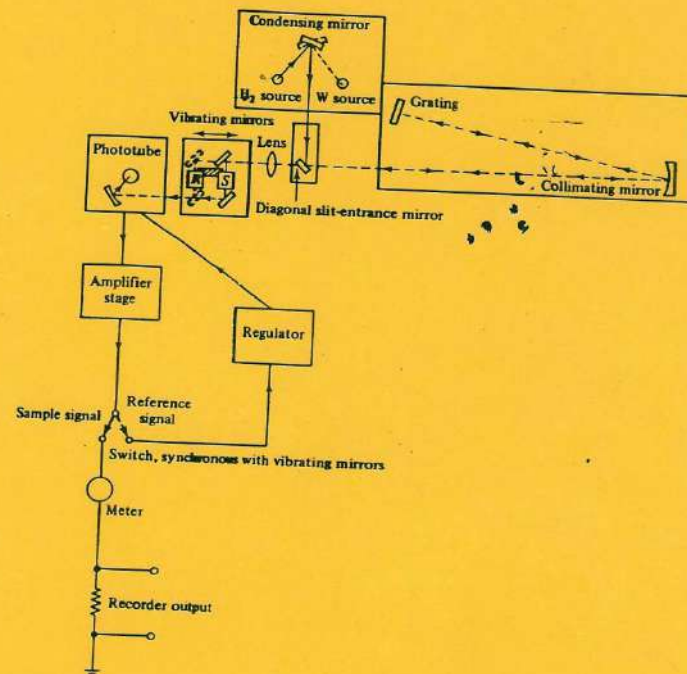 Condensing mirror
H₂ source
W source
Grating
Vibrating mirrors
Lens
Phototube
R
S
Collimating mirror
Diagonal slit-entrance mirror
Amplifier
stage
Regulator
Reference
signal
Sample signal
Switch, synchronous with vibrating mirrors
Meter
Recorder output